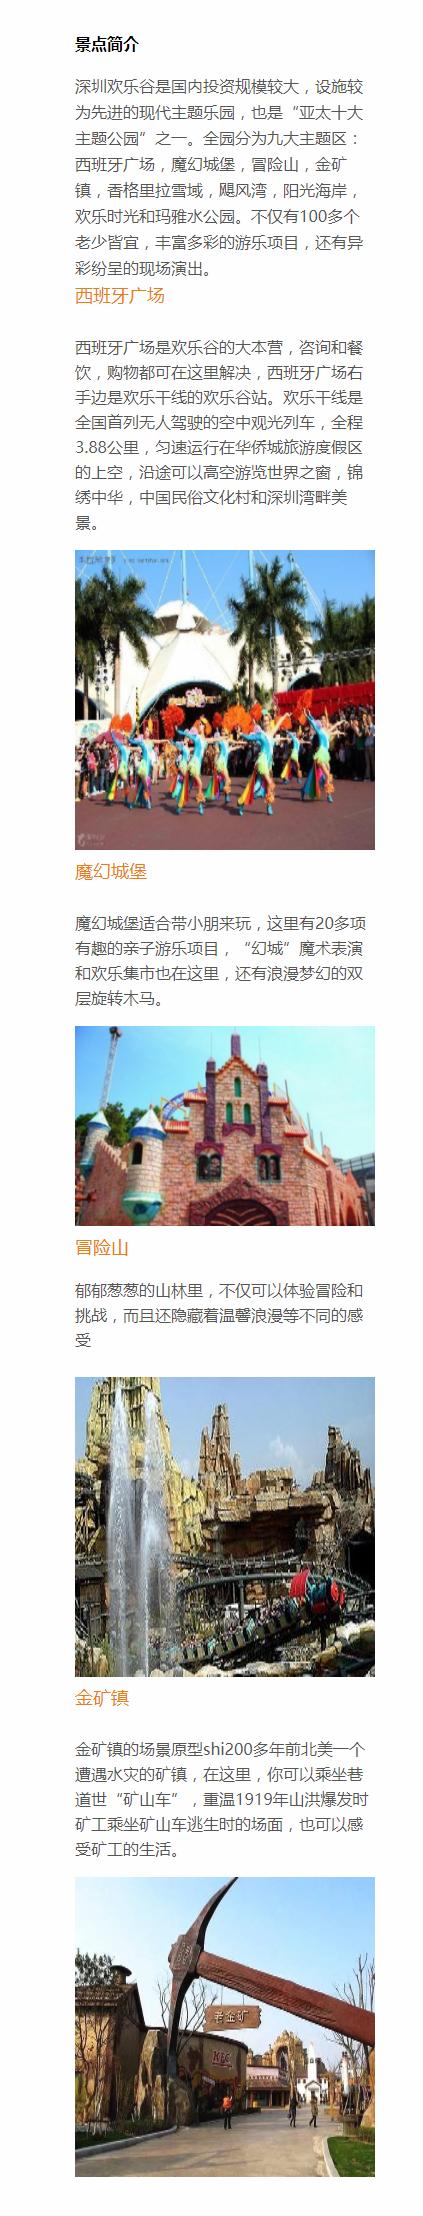 景点简介
深圳欢乐谷是国内投资规模较大，设施较
为先进的现代主题乐园，也是“亚太十大
主题公园”之一。全园分为九大主题区：
西班牙广场，魔幻城堡，冒险山，金矿
镇，香格里拉雪域，飓风湾，阳光海岸，
欢乐时光和玛雅水公园。不仅有100多个
老少皆宜，丰富多彩的游乐项目，还有异
彩纷呈的现场演出。
西班牙广场
西班牙广场是欢乐谷的大本营，咨询和餐
饮，购物都可在这里解决，西班牙广场右
手边是欢乐干线的欢乐谷站。欢乐干线是
全国首列无人驾驶的空中观光列车，全程
3.88公里，匀速运行在华侨城旅游度假区
的上空，沿途可以高空游览世界之窗，锦
绣中华，中国民俗文化村和深圳湾畔美
景。
魔幻城堡
魔幻城堡适合带小朋来玩，这里有20多项
有趣的亲子游乐项目，“幻城”魔术表演
和欢乐集市也在这里，还有浪漫梦幻的双
层旋转木马。
冒险山
郁郁葱葱的山林里，不仅可以体验冒险和
挑战，而且还隐藏着温馨浪漫等不同的感
受
金矿镇
金矿镇的场景原型shi200多年前北美一个
遭遇水灾的矿镇，在这里，你可以乘坐巷
道世“矿山车”，重温1919年山洪爆发时
矿工乘坐矿山车逃生时的场面，也可以感
受矿工的生活。
老金矿
KFC